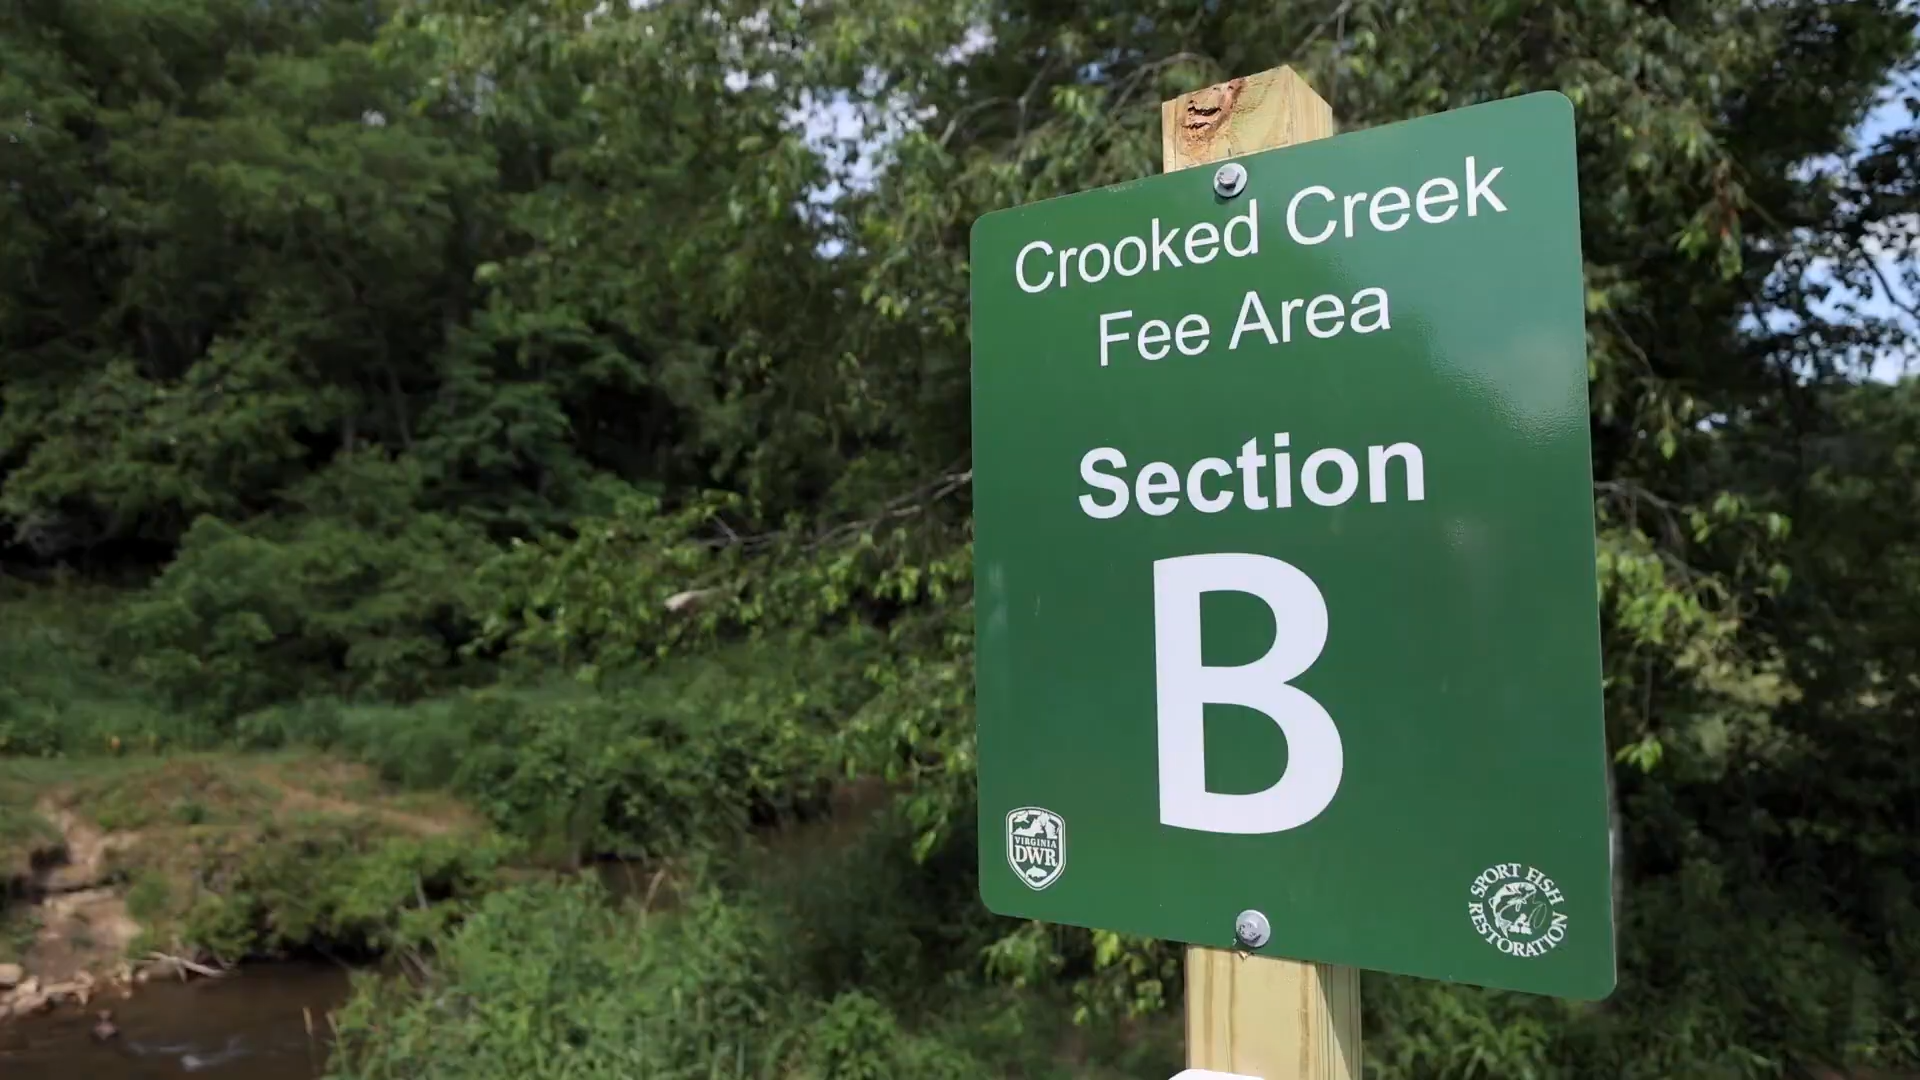 Crooked Creek
Fee Area
Section
B
VIRGINIA
DWR
SPORT FISH
RESTORATION